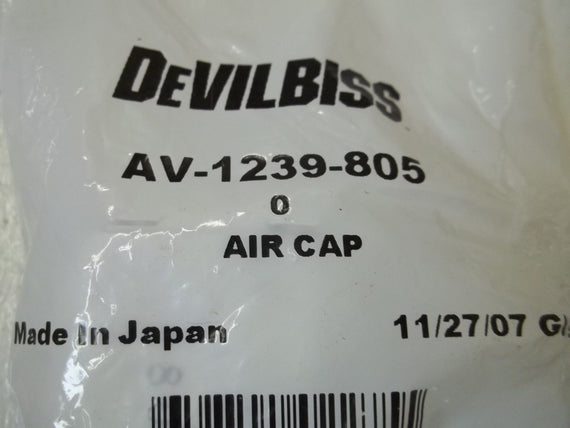 DEVILBISS
AV-1239-805
0
AIR CAP
Made In Japan 11/27/07